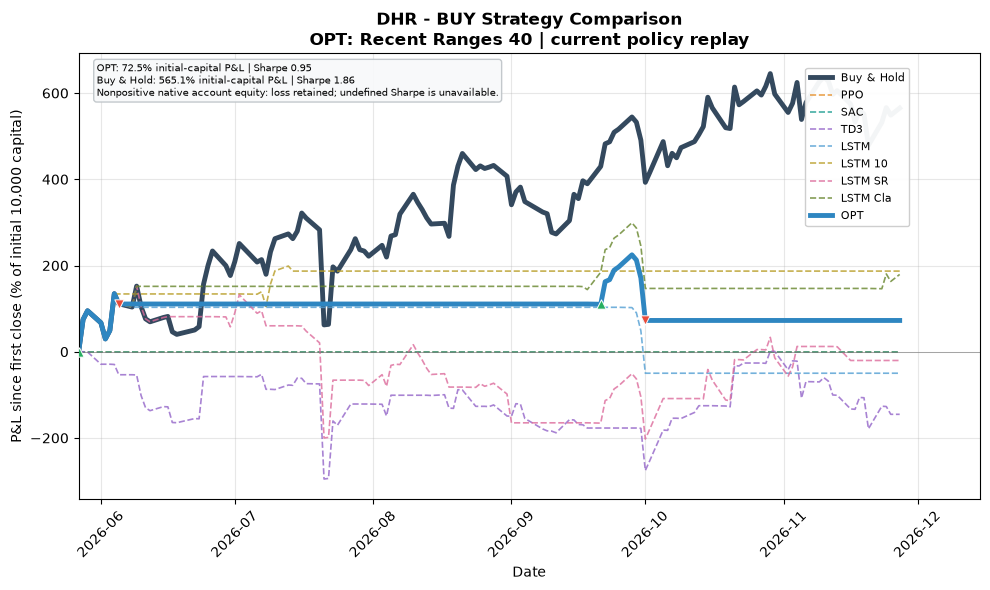 DHR - BUY Strategy Comparison
OPT: Recent Ranges 40 | current policy replay
OPT: 72.5% initial-capital P&L | Sharpe 0.95
Buy & Hold: 565.1% initial-capital P&L | Sharpe 1.86
Nonpositive native account equity: loss retained; undefined Sharpe is unavailable.
Buy & Hold
PPO
SAC
TD3
LSTM
LSTM 10
LSTM SR
LSTM Cla
OPT
P&L since first close (% of initial 10,000 capital)
600
400
200
0
−200
2026-06
2026-07
2026-08
2026-09
2026-10
2026-11
2026-12
Date